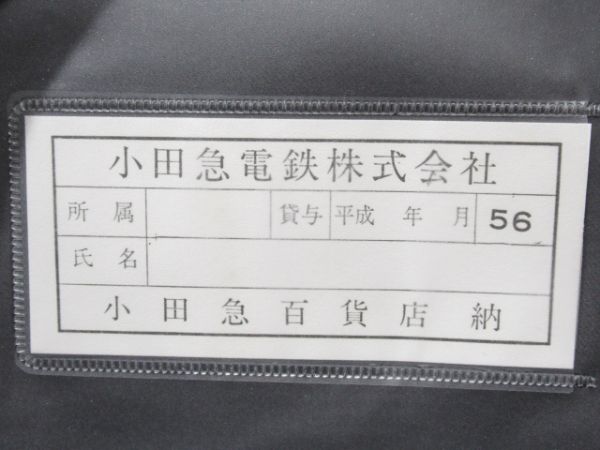 小田急電鉄株式会社
所属 貸与 平成 年 月 56
氏名
小田急百貨店納